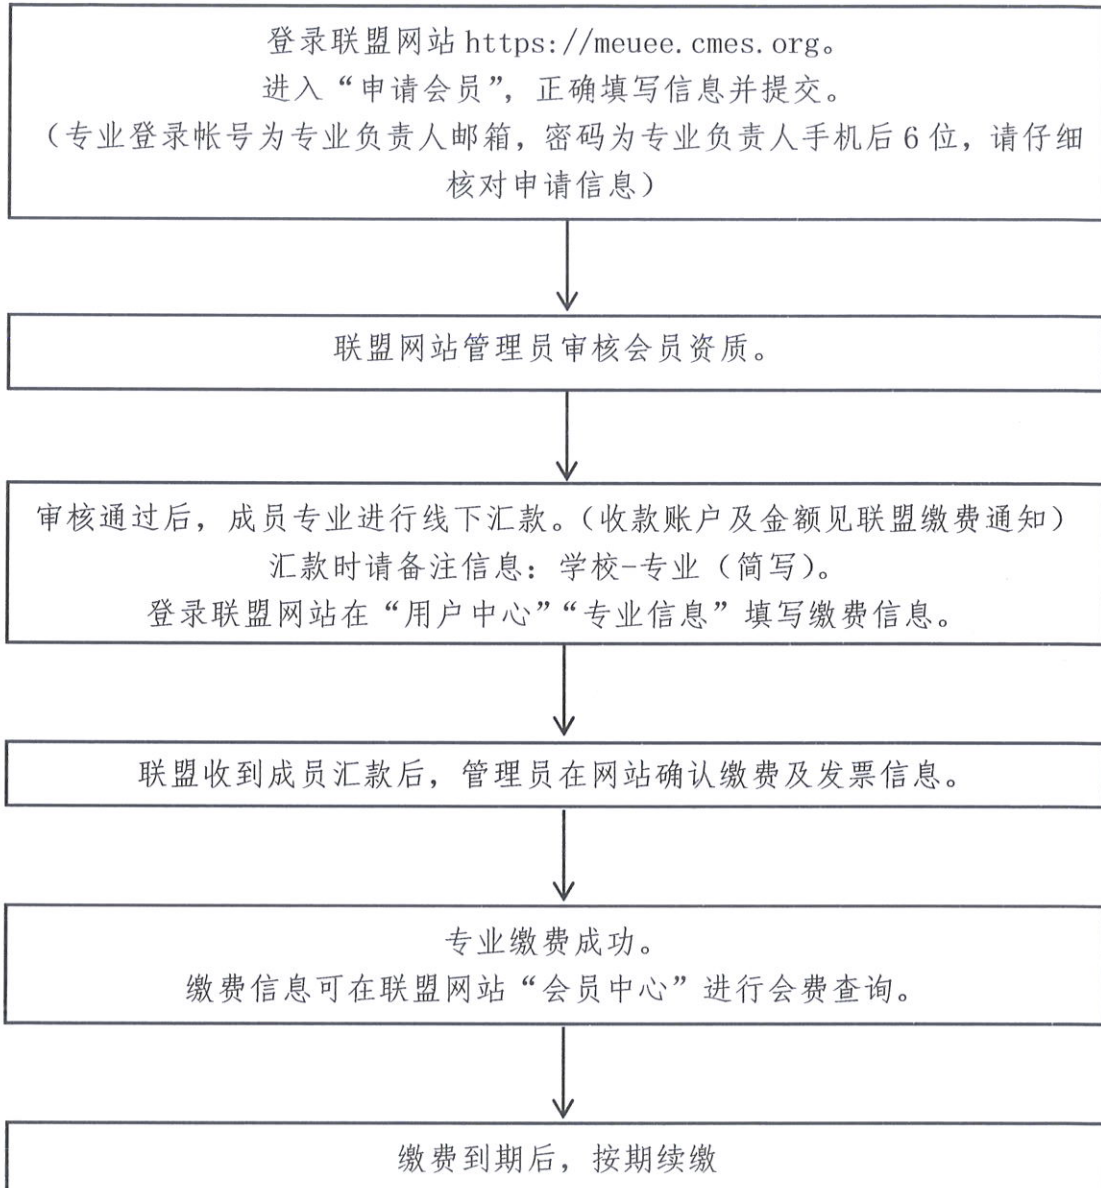 登录联盟网站 https://meuee.cmes.org。
进入“申请会员”，正确填写信息并提交。
（专业登录帐号为专业负责人邮箱，密码为专业负责人手机后 6 位，请仔细
核对申请信息）
联盟网站管理员审核会员资质。
审核通过后，成员专业进行线下汇款。（收款账户及金额见联盟缴费通知）
汇款时请备注信息：学校-专业（简写）。
登录联盟网站在“用户中心”“专业信息”填写缴费信息。
联盟收到成员汇款后，管理员在网站确认缴费及发票信息。
专业缴费成功。
缴费信息可在联盟网站“会员中心”进行会费查询。
缴费到期后，按期续缴